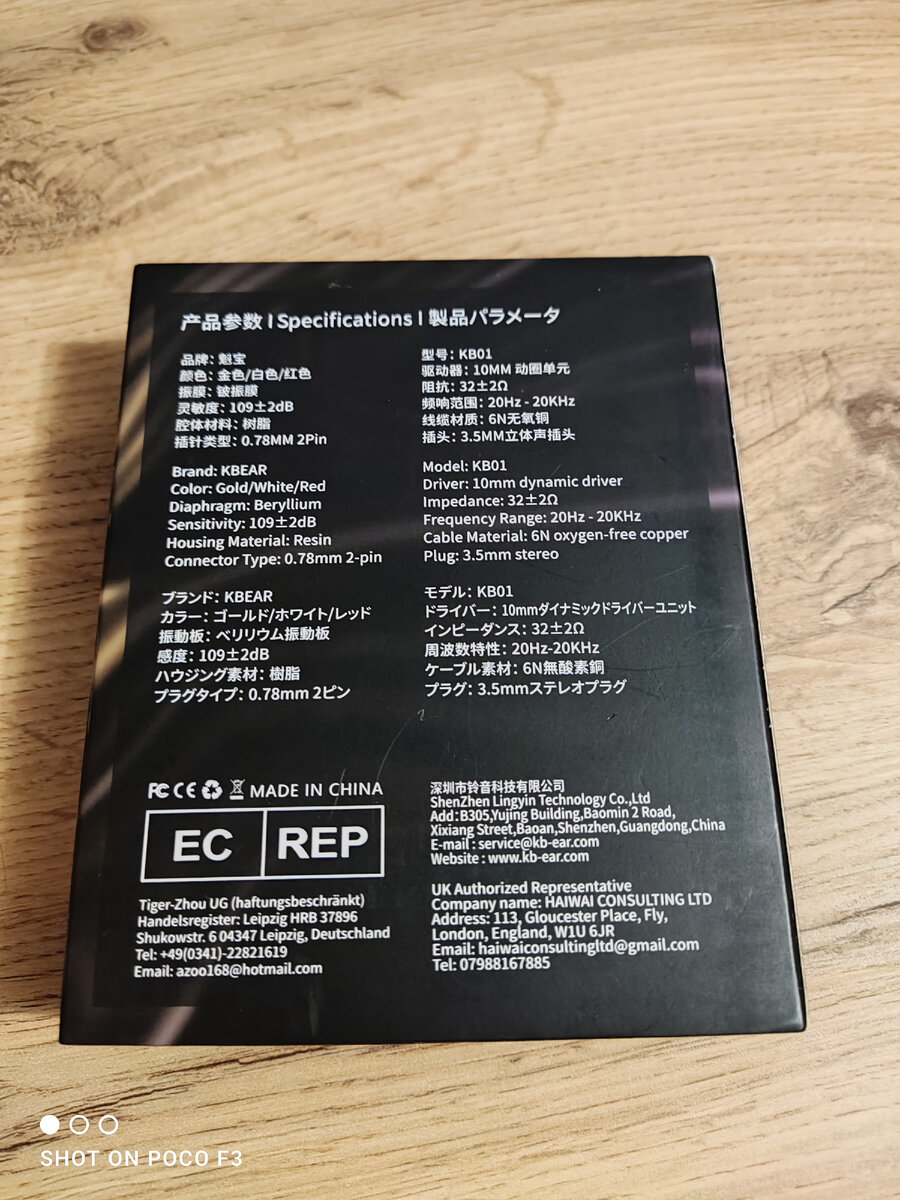 产品参数 | Specifications | 製品パラメータ
品牌: 魁宝
颜色: 金色/白色/红色
振膜: 铍振膜
灵敏度: 109±2dB
腔体材料: 树脂
插针类型: 0.78MM 2Pin
型号: KB01
驱动器: 10MM 动圈单元
阻抗: 32±2Ω
频响范围: 20Hz - 20KHz
线缆材质: 6N无氧铜
插头: 3.5MM立体声插头
Brand: KBEAR
Color: Gold/White/Red
Diaphragm: Beryllium
Sensitivity: 109±2dB
Housing Material: Resin
Connector Type: 0.78mm 2-pin
Model: KB01
Driver: 10mm dynamic driver
Impedance: 32±2Ω
Frequency Range: 20Hz - 20KHz
Cable Material: 6N oxygen-free copper
Plug: 3.5mm stereo
ブランド: KBEAR
カラー: ゴールド/ホワイト/レッド
振動板: ベリリウム振動板
感度: 109±2dB
ハウジング素材: 樹脂
プラグタイプ: 0.78mm 2ピン
モデル: KB01
ドライバー: 10mmダイナミックドライバーユニット
インピーダンス: 32±2Ω
周波数特性: 20Hz-20KHz
ケーブル素材: 6N無酸素銅
プラグ: 3.5mmステレオプラグ
FC CE MADE IN CHINA
EC REP
Tiger-Zhou UG (haftungsbeschränkt)
Handelsregister: Leipzig HRB 37896
Shukowstr. 6 04347 Leipzig, Deutschland
Tel: +49(0341)-22821619
Email: azoo168@hotmail.com
深圳市铃音科技有限公司
ShenZhen Lingyin Technology Co.,Ltd
Add:B305,Yujing Building,Baomin 2 Road,
Xixiang Street,Baoan,Shenzhen,Guangdong,China
E-mail : service@kb-ear.com
Website : www.kb-ear.com
UK Authorized Representative
Company name: HAIWAI CONSULTING LTD
Address: 113, Gloucester Place, Fly,
London, England, W1U 6JR
Email: haiwaiconsultingltd@gmail.com
Tel: 07988167885
SHOT ON POCO F3